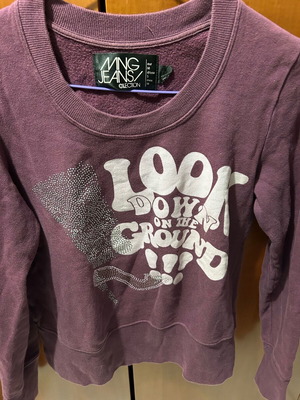 MNG
JEANS
COLLECTION
LOOK
DOWN
ON THE
GROUND
!!!